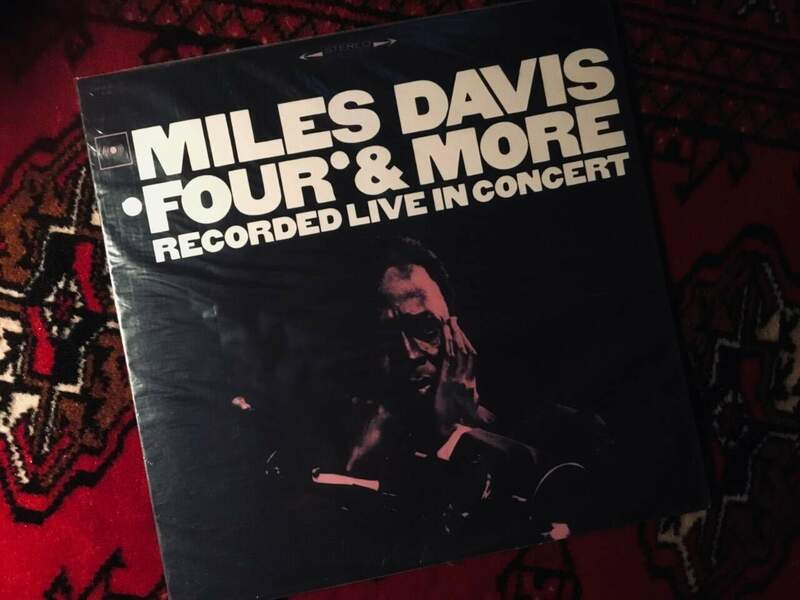 STEREO
MILES DAVIS
'FOUR' & MORE
RECORDED LIVE IN CONCERT